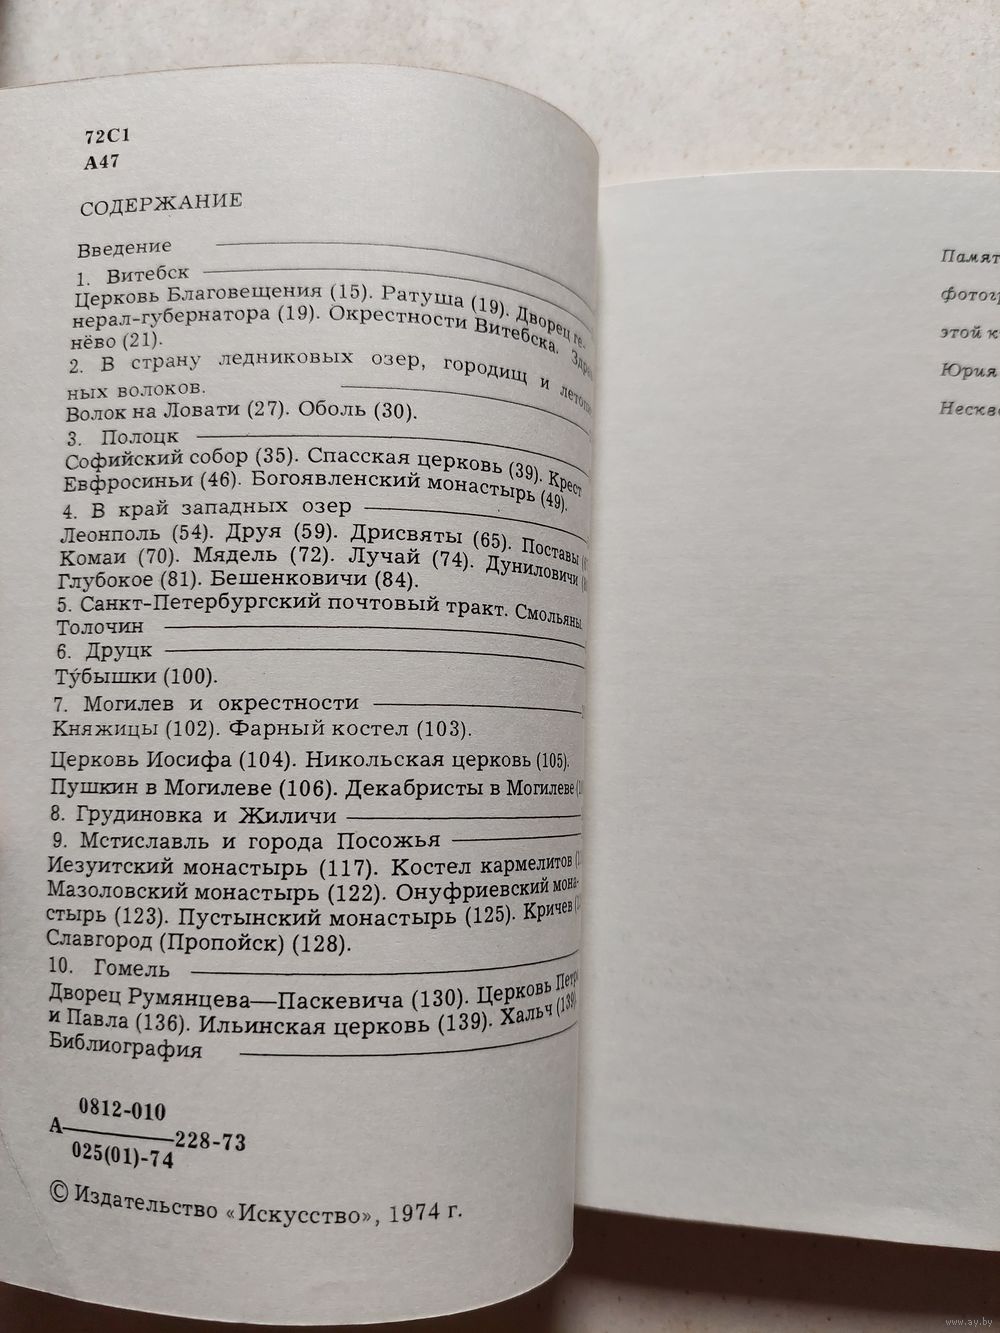 72С1
А47
СОДЕРЖАНИЕ
Введение
1. Витебск
Церковь Благовещения (15). Ратуша (19). Дворец ге-
нерал-губернатора (19). Окрестности Витебска.
нёво (21).
2. В страну ледниковых озер, городищ и
ных волоков.
Волок на Ловати (27). Оболь (30).
3. Полоцк
Софийский собор (35). Спасская церковь (39). Крест
Евфросиньи (46). Богоявленский монастырь (49).
4. В край западных озер
Леонполь (54). Друя (59). Дрисвяты (65). Поставы
Комаи (70). Мядель (72). Лучай (74). Дуниловичи
Глубокое (81). Бешенковичи (84).
5. Санкт-Петербургский почтовый тракт. Смольяны.
Толочин
6. Друцк
Ту́бышки (100).
7. Могилев и окрестности
Княжицы (102). Фарный костел (103).
Церковь Иосифа (104). Никольская церковь (105).
Пушкин в Могилеве (106). Декабристы в Могилеве
8. Грудиновка и Жиличи
9. Мстиславль и города Посожья
Иезуитский монастырь (117). Костел кармелитов
Мазоловский монастырь (122). Онуфриевский мона-
стырь (123). Пустынский монастырь (125). Кричев
Славгород (Пропойск) (128).
10. Гомель
Дворец Румянцева—Паскевича (130). Церковь Петра
и Павла (136). Ильинская церковь (139). Хальч (139)
Библиография
0812-010
А—228-73
025(01)-74
© Издательство «Искусство», 1974 г.
Памят
фотогр
этой к
Юрия
Нескв
www.ay.by